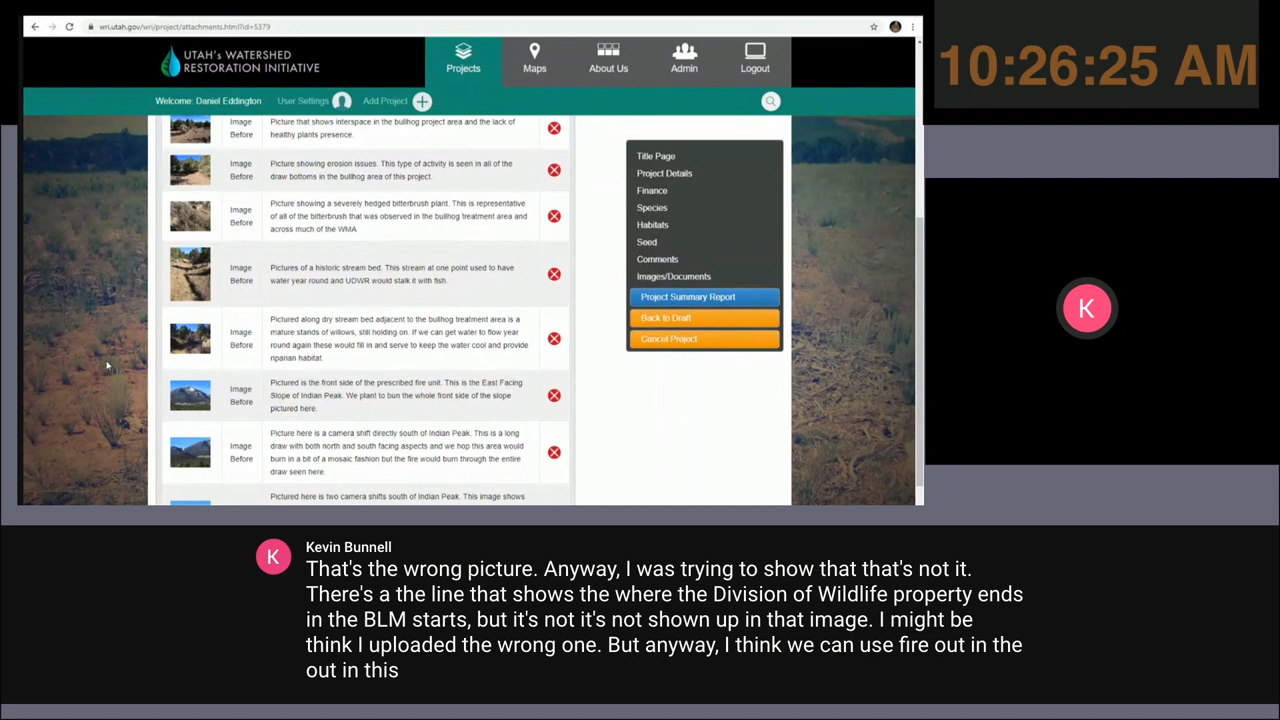 wri.utah.gov/wri/project/attachments.html?id=5379
10:26:25 AM
UTAH's WATERSHED
RESTORATION INITIATIVE
Projects
Maps
About Us
Admin
Logout
Welcome: Daniel Eddington
User Settings
Add Project
Image
Before
Picture that shows interspace in the bullhog project area and the lack of
healthy plants presence.
Image
Before
Picture showing erosion issues. This type of activity is seen in all of the
draw bottoms in the bullhog area of this project.
Image
Before
Picture showing a severely hedged bitterbrush plant. This is representative
of all of the bitterbrush that was observed in the bullhog treatment area and
across much of the WMA
Image
Before
Pictures of a historic stream bed. This stream at one point used to have
water year round and UDWR would stalk it with fish.
Image
Before
Pictured along dry stream bed adjacent to the bullhog treatment area is a
mature stands of willows, still holding on. If we can get water to flow year
round again these would fill in and serve to keep the water cool and provide
riparian habitat.
Image
Before
Pictured is the front side of the prescribed fire unit. This is the East Facing
Slope of Indian Peak. We plant to bun the whole front side of the slope
pictured here.
Image
Before
Picture here is a camera shift directly south of Indian Peak. This is a long
draw with both north and south facing aspects and we hop this area would
burn in a bit of a mosaic fashion but the fire would burn through the entire
draw seen here.
Pictured here is two camera shifts south of Indian Peak. This image shows
Title Page
Project Details
Finance
Species
Habitats
Seed
Comments
Images/Documents
Project Summary Report
Back to Draft
Cancel Project
K
K
Kevin Bunnell
That's the wrong picture. Anyway, I was trying to show that that's not it.
There's a the line that shows the where the Division of Wildlife property ends
in the BLM starts, but it's not it's not shown up in that image. I might be
think I uploaded the wrong one. But anyway, I think we can use fire out in the
out in this